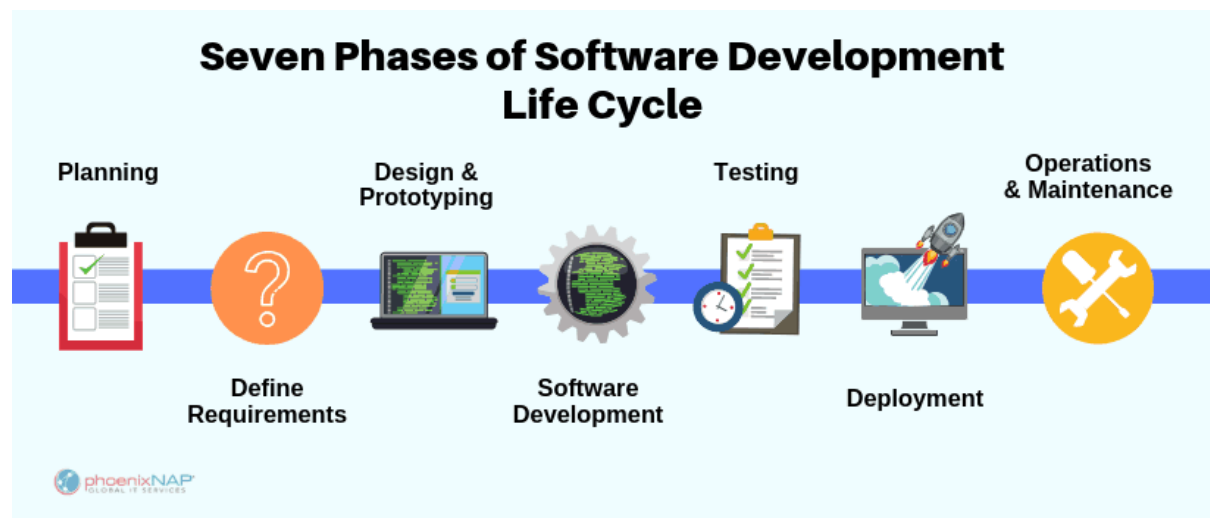 Seven Phases of Software Development
Life Cycle
Planning
Define
Requirements
Design &
Prototyping
Software
Development
Testing
Deployment
Operations
& Maintenance
phoenixNAP
GLOBAL IT SERVICES